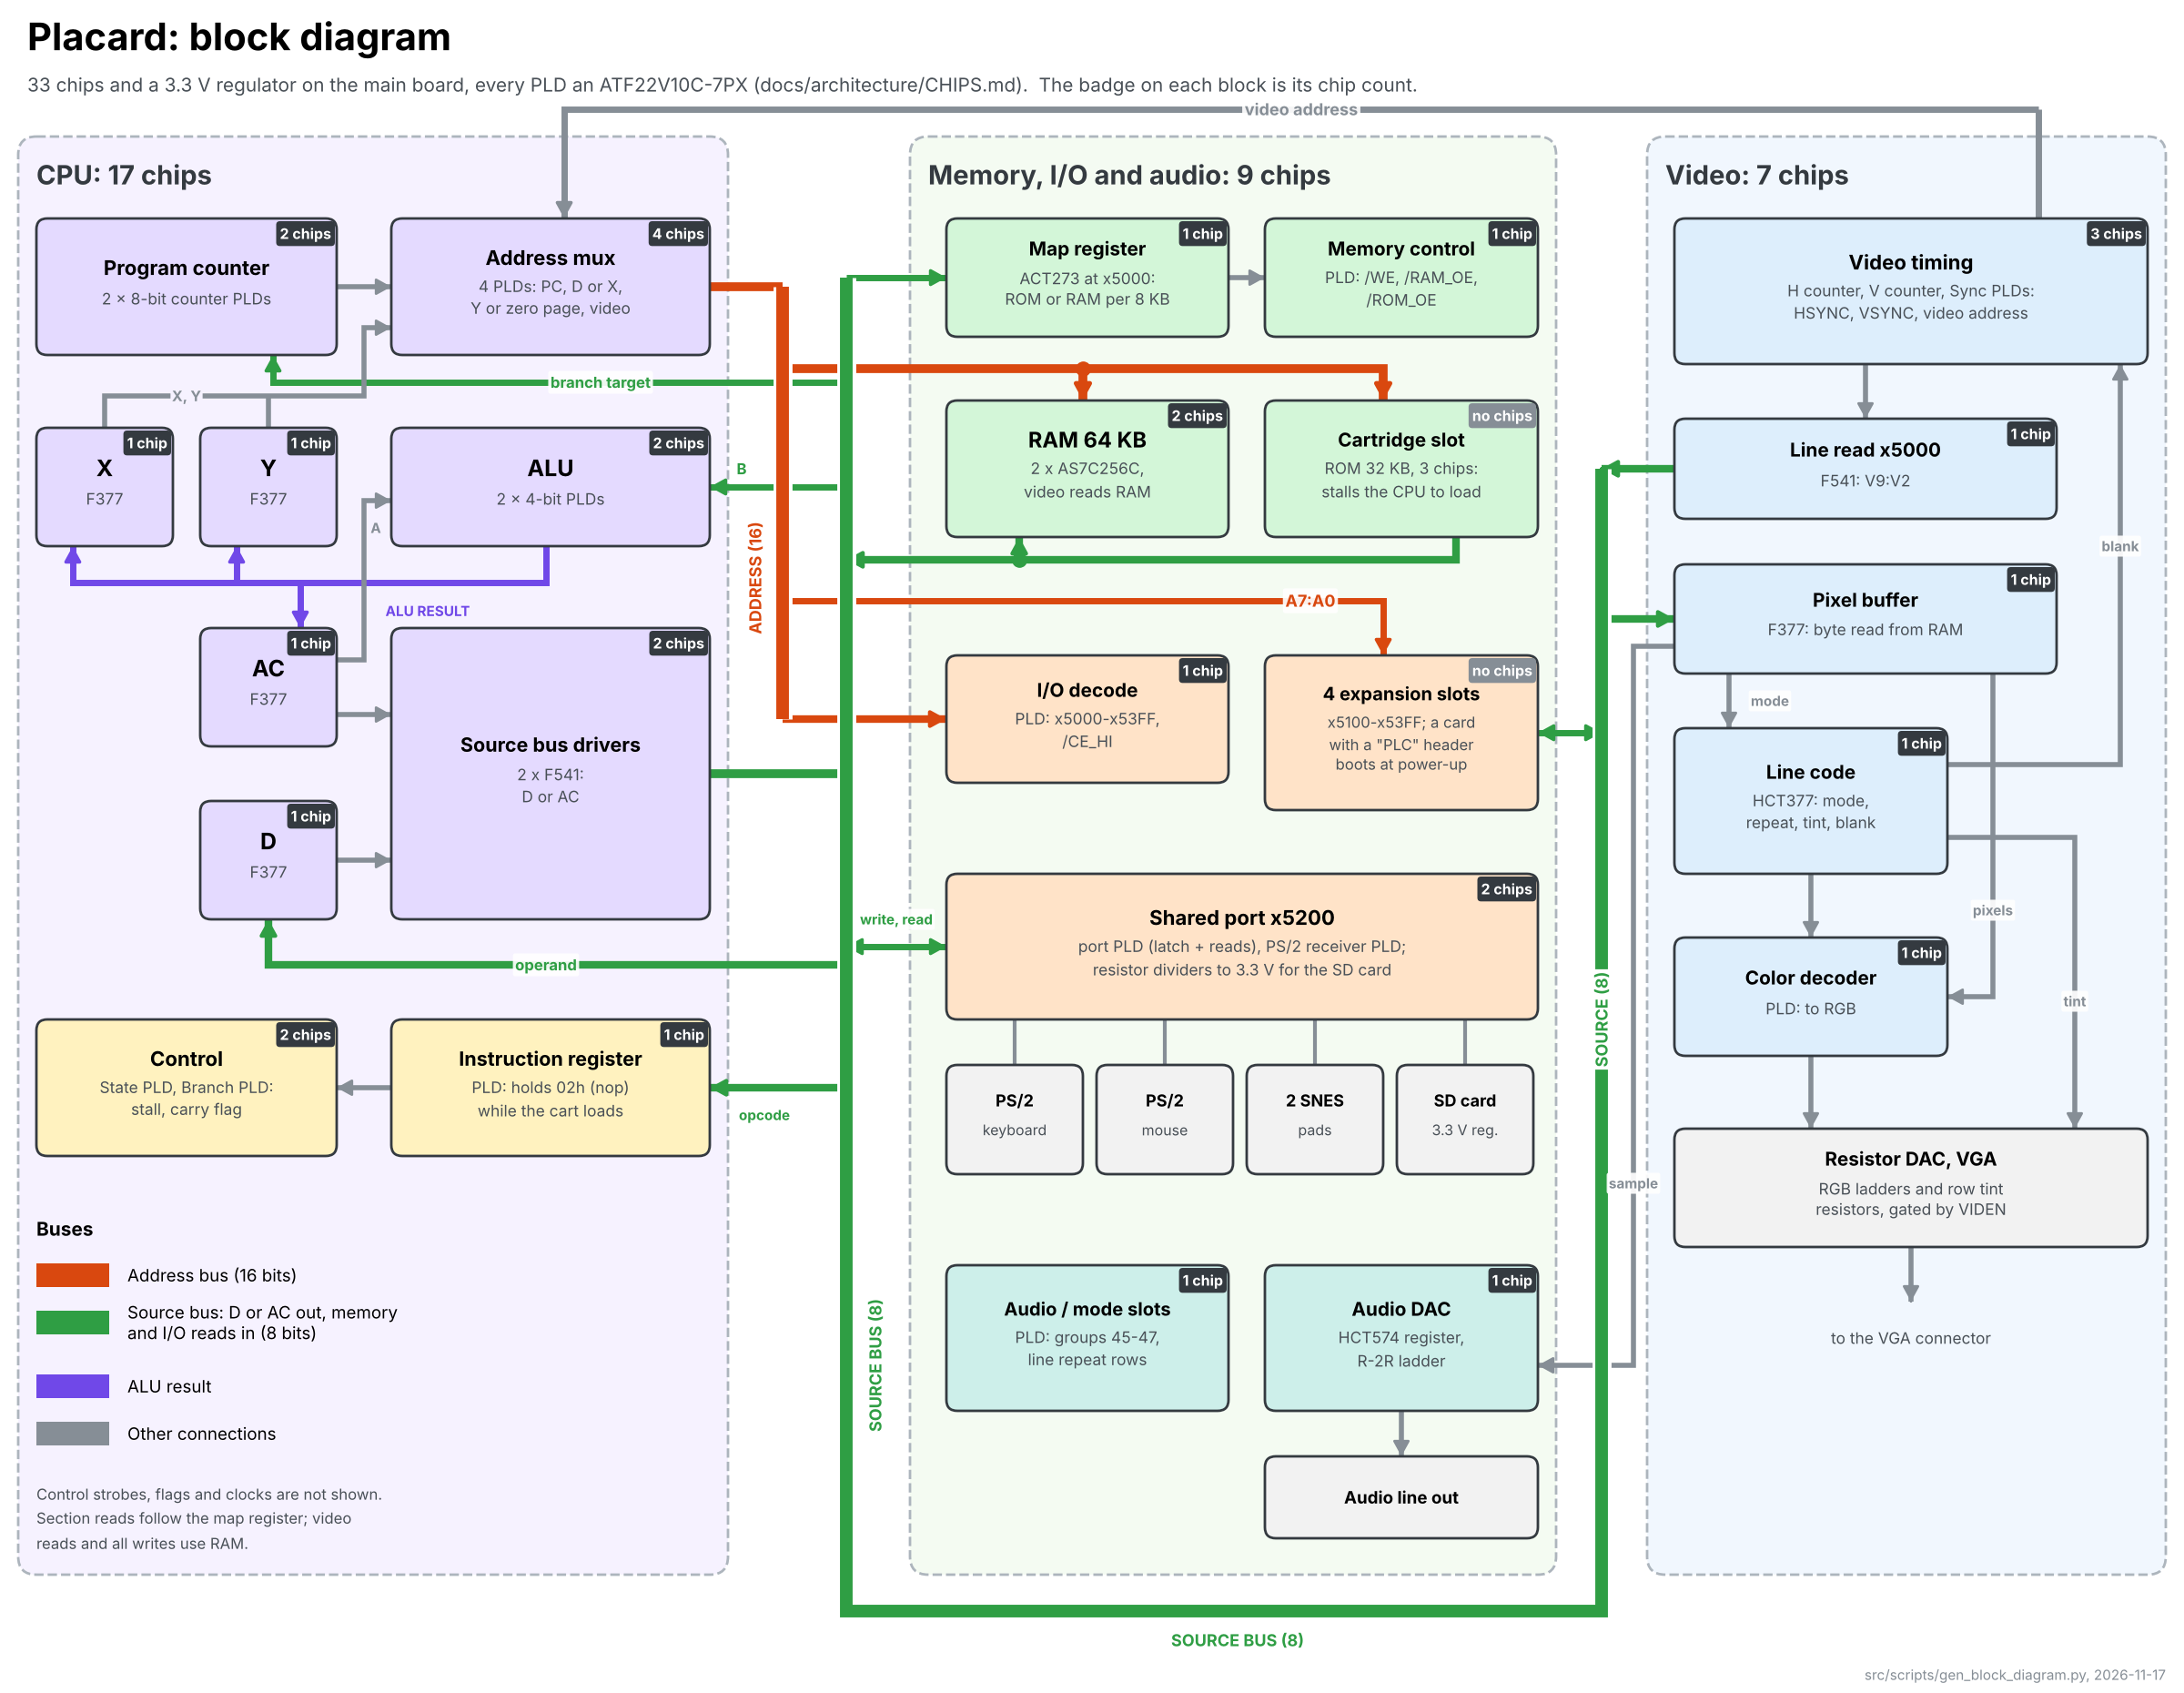 Placard: block diagram
33 chips and a 3.3 V regulator on the main board, every PLD an ATF22V10C-7PX (docs/architecture/CHIPS.md).  The badge on each block is its chip count.
video address
CPU: 17 chips
2 chips
Program counter
2 × 8-bit counter PLDs
4 chips
Address mux
4 PLDs: PC, D or X,
Y or zero page, video
branch target
X, Y
1 chip
X
F377
1 chip
Y
F377
2 chips
ALU
2 × 4-bit PLDs
B
A
ALU RESULT
ADDRESS (16)
1 chip
AC
F377
2 chips
Source bus drivers
2 x F541:
D or AC
1 chip
D
F377
operand
2 chips
Control
State PLD, Branch PLD:
stall, carry flag
1 chip
Instruction register
PLD: holds 02h (nop)
while the cart loads
opcode
Buses
Address bus (16 bits)
Source bus: D or AC out, memory
and I/O reads in (8 bits)
ALU result
Other connections
Control strobes, flags and clocks are not shown.
Section reads follow the map register; video
reads and all writes use RAM.
Memory, I/O and audio: 9 chips
1 chip
Map register
ACT273 at x5000:
ROM or RAM per 8 KB
1 chip
Memory control
PLD: /WE, /RAM_OE,
/ROM_OE
2 chips
RAM 64 KB
2 x AS7C256C,
video reads RAM
no chips
Cartridge slot
ROM 32 KB, 3 chips:
stalls the CPU to load
A7:A0
1 chip
I/O decode
PLD: x5000-x53FF,
/CE_HI
no chips
4 expansion slots
x5100-x53FF; a card
with a "PLC" header
boots at power-up
write, read
2 chips
Shared port x5200
port PLD (latch + reads), PS/2 receiver PLD;
resistor dividers to 3.3 V for the SD card
PS/2
keyboard
PS/2
mouse
2 SNES
pads
SD card
3.3 V reg.
1 chip
Audio / mode slots
PLD: groups 45-47,
line repeat rows
1 chip
Audio DAC
HCT574 register,
R-2R ladder
Audio line out
SOURCE BUS (8)
SOURCE BUS (8)
SOURCE (8)
Video: 7 chips
3 chips
Video timing
H counter, V counter, Sync PLDs:
HSYNC, VSYNC, video address
1 chip
Line read x5000
F541: V9:V2
blank
1 chip
Pixel buffer
F377: byte read from RAM
mode
1 chip
Line code
HCT377: mode,
repeat, tint, blank
pixels
1 chip
Color decoder
PLD: to RGB
tint
sample
Resistor DAC, VGA
RGB ladders and row tint
resistors, gated by VIDEN
to the VGA connector
src/scripts/gen_block_diagram.py, 2026-11-17